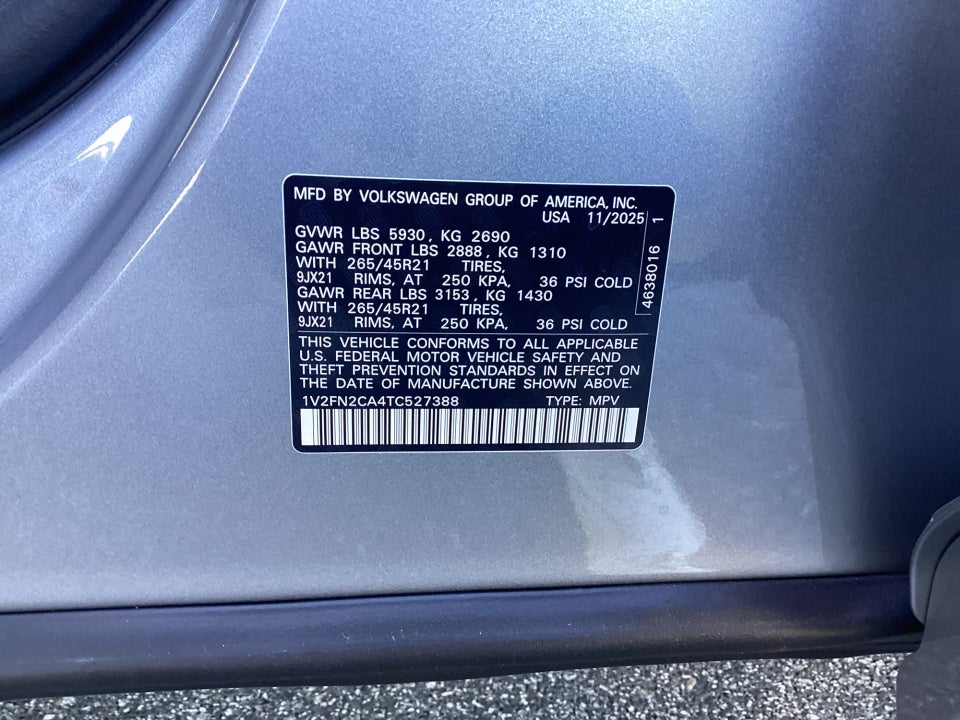 MFD BY VOLKSWAGEN GROUP OF AMERICA, INC.
USA 11/2025
GVWR LBS 5930, KG 2690
GAWR FRONT LBS 2888, KG 1310
WITH 265/45R21 TIRES,
9JX21 RIMS, AT 250 KPA, 36 PSI COLD
GAWR REAR LBS 3153, KG 1430
WITH 265/45R21 TIRES,
9JX21 RIMS, AT 250 KPA, 36 PSI COLD
THIS VEHICLE CONFORMS TO ALL APPLICABLE
U.S. FEDERAL MOTOR VEHICLE SAFETY AND
THEFT PREVENTION STANDARDS IN EFFECT ON
THE DATE OF MANUFACTURE SHOWN ABOVE.
1V2FN2CA4TC527388 TYPE: MPV
4638016 1